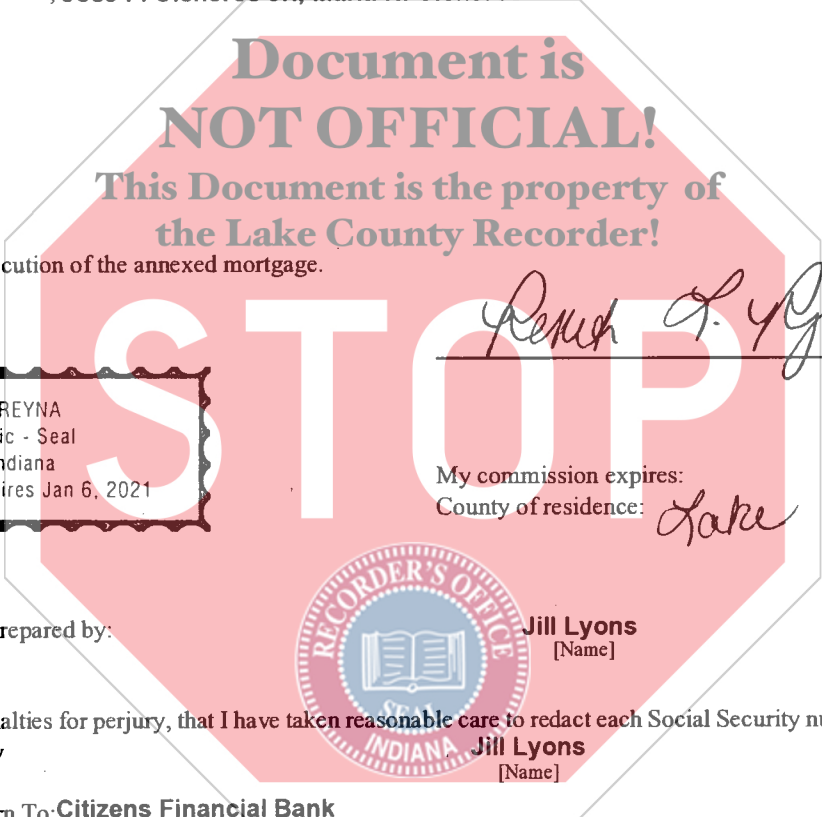 Document is
NOT OFFICIAL!
This Document is the property of
the Lake County Recorder!
cution of the annexed mortgage.
STOP
REYNA
ic - Seal
ndiana
ires Jan 6, 2021
My commission expires:
County of residence: Lake
RECORDER'S OFFICE
SEAL
INDIANA
repared by:
Jill Lyons
[Name]
alties for perjury, that I have taken reasonable care to redact each Social Security nu
y
Jill Lyons
[Name]
n To: Citizens Financial Bank